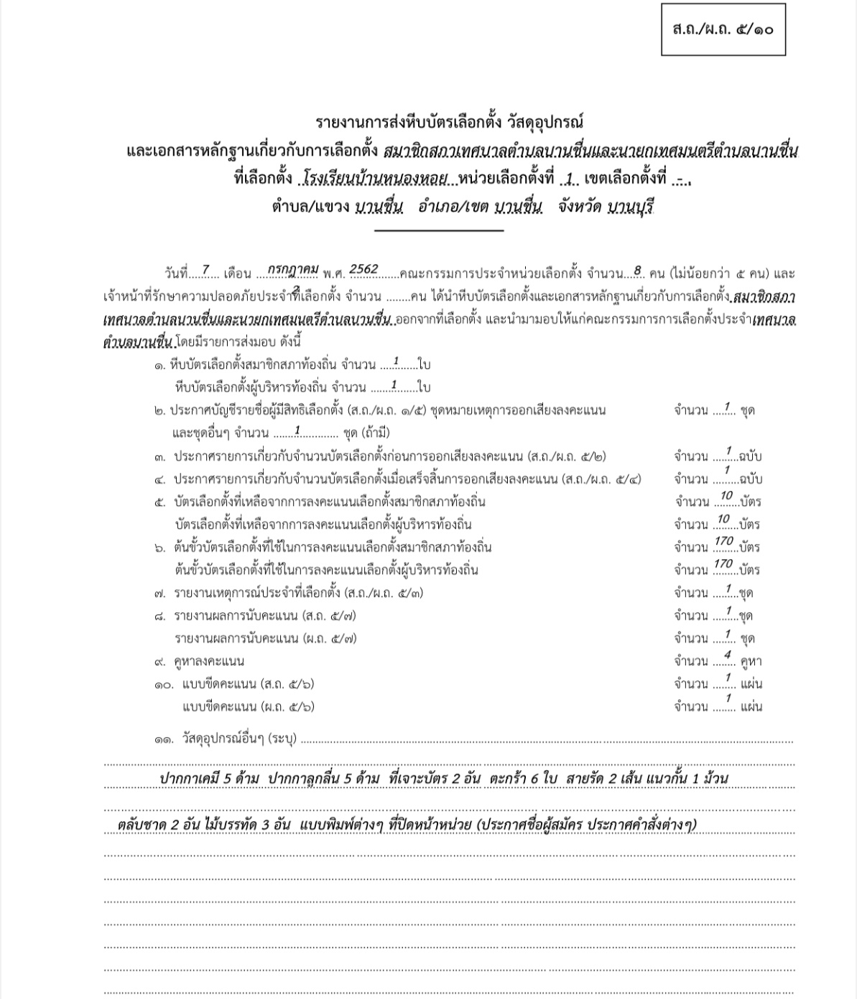 ส.ถ./ผ.ถ. ๕/๑๐
รายงานการส่งหีบบัตรเลือกตั้ง วัสดุอุปกรณ์
และเอกสารหลักฐานเกี่ยวกับการเลือกตั้ง สมาชิกสภาเทศบาลตำบลบานชื่นและนายกเทศมนตรีตำบลบานชื่น
ที่เลือกตั้ง ..โรงเรียนบ้านหนองหอย...หน่วยเลือกตั้งที่ ..1.. เขตเลือกตั้งที่ ..-..
ตำบล/แขวง บานชื่น อำเภอ/เขต บานชื่น จังหวัด บานบุรี
วันที่....7.... เดือน ....กรกฎาคม.... พ.ศ. 2562......คณะกรรมการประจำหน่วยเลือกตั้ง จำนวน...8... คน (ไม่น้อยกว่า ๕ คน) และ
เจ้าหน้าที่รักษาความปลอดภัยประจำที่เลือกตั้ง จำนวน ........คน ได้นำหีบบัตรเลือกตั้งและเอกสารหลักฐานเกี่ยวกับการเลือกตั้ง.สมาชิกสภา
เทศบาลตำบลบานชื่นและนายกเทศมนตรีตำบลบานชื่น..ออกจากที่เลือกตั้ง และนำมามอบให้แก่คณะกรรมการการเลือกตั้งประจำเทศบาล
ตำบลบานชื่น.โดยมีรายการส่งมอบ ดังนี้
๑. หีบบัตรเลือกตั้งสมาชิกสภาท้องถิ่น จำนวน ....1.......ใบ
หีบบัตรเลือกตั้งผู้บริหารท้องถิ่น จำนวน ......1.......ใบ
๒. ประกาศบัญชีรายชื่อผู้มีสิทธิเลือกตั้ง (ส.ถ./ผ.ถ. ๑/๕) ชุดหมายเหตุการออกเสียงลงคะแนน จำนวน ....1... ชุด
และชุดอื่นๆ จำนวน .......1............. ชุด (ถ้ามี)
๓. ประกาศรายการเกี่ยวกับจำนวนบัตรเลือกตั้งก่อนการออกเสียงลงคะแนน (ส.ถ./ผ.ถ. ๕/๒) จำนวน ....1....ฉบับ
๔. ประกาศรายการเกี่ยวกับจำนวนบัตรเลือกตั้งเมื่อเสร็จสิ้นการออกเสียงลงคะแนน (ส.ถ./ผ.ถ. ๕/๔) จำนวน ....1....ฉบับ
๕. บัตรเลือกตั้งที่เหลือจากการลงคะแนนเลือกตั้งสมาชิกสภาท้องถิ่น จำนวน ...10...บัตร
บัตรเลือกตั้งที่เหลือจากการลงคะแนนเลือกตั้งผู้บริหารท้องถิ่น จำนวน ...10...บัตร
๖. ต้นขั้วบัตรเลือกตั้งที่ใช้ในการลงคะแนนเลือกตั้งสมาชิกสภาท้องถิ่น จำนวน ..170..บัตร
ต้นขั้วบัตรเลือกตั้งที่ใช้ในการลงคะแนนเลือกตั้งผู้บริหารท้องถิ่น จำนวน ..170..บัตร
๗. รายงานเหตุการณ์ประจำที่เลือกตั้ง (ส.ถ./ผ.ถ. ๕/๓) จำนวน ....1...ชุด
๘. รายงานผลการนับคะแนน (ส.ถ. ๕/๗) จำนวน ....1...ชุด
รายงานผลการนับคะแนน (ผ.ถ. ๕/๗) จำนวน ....1... ชุด
๙. คูหาลงคะแนน จำนวน ....4... คูหา
๑๐. แบบขีดคะแนน (ส.ถ. ๕/๖) จำนวน ....1... แผ่น
แบบขีดคะแนน (ผ.ถ. ๕/๖) จำนวน ....1... แผ่น
๑๑. วัสดุอุปกรณ์อื่นๆ (ระบุ) ........................
ปากกาเคมี 5 ด้าม ปากกาลูกลื่น 5 ด้าม ที่เจาะบัตร 2 อัน ตะกร้า 6 ใบ สายรัด 2 เส้น แนวกั้น 1 ม้วน
ตลับชาด 2 อัน ไม้บรรทัด 3 อัน แบบพิมพ์ต่างๆ ที่ปิดหน้าหน่วย (ประกาศชื่อผู้สมัคร ประกาศคำสั่งต่างๆ)